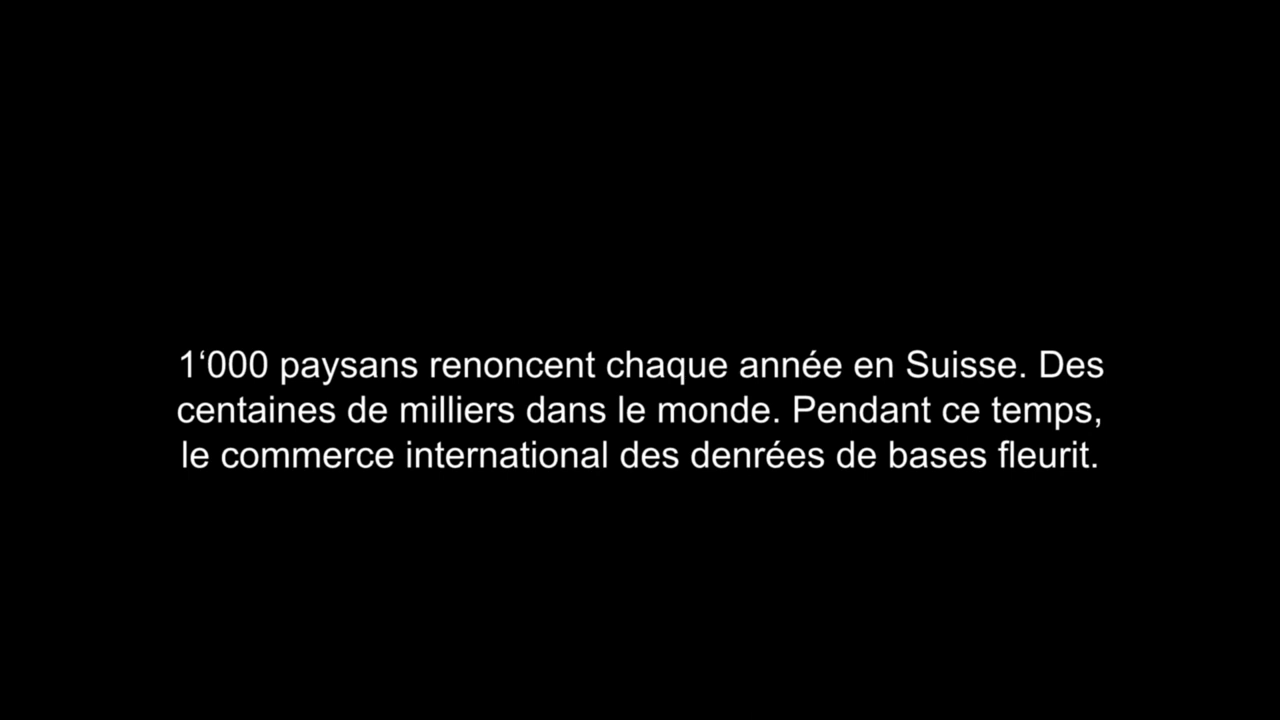 1‘000 paysans renoncent chaque année en Suisse. Des
centaines de milliers dans le monde. Pendant ce temps,
le commerce international des denrées de bases fleurit.